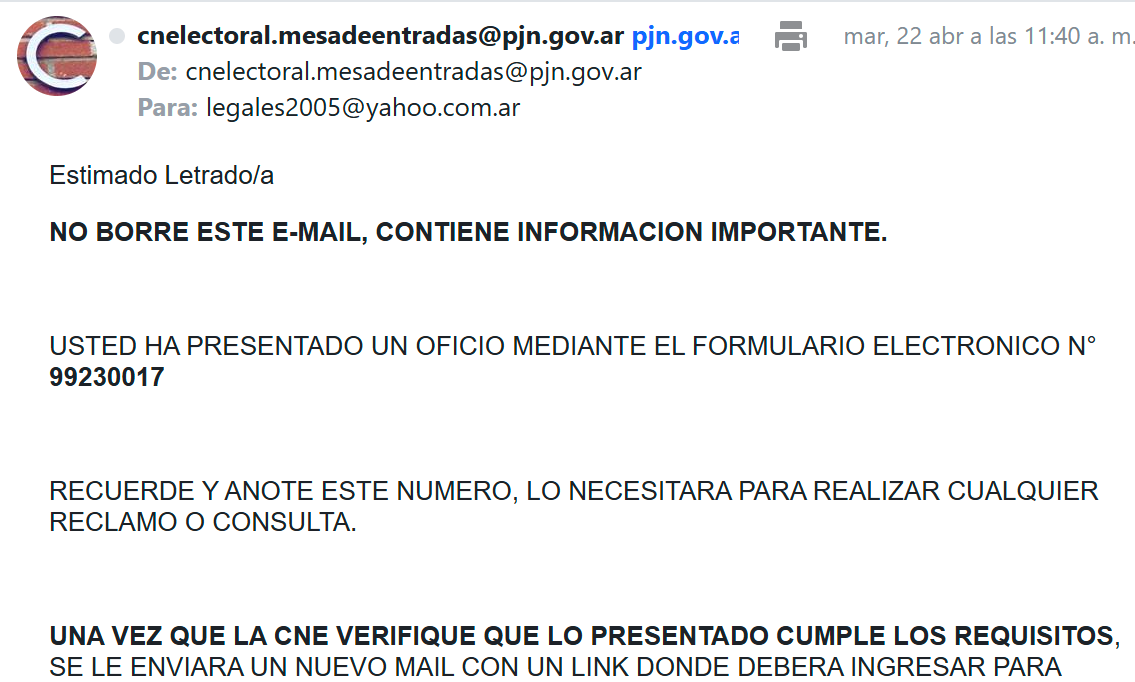 cnelectoral.mesadeentradas@pjn.gov.ar pjn.gov.a mar, 22 abr a las 11:40 a. m.
De: cnelectoral.mesadeentradas@pjn.gov.ar
Para: legales2005@yahoo.com.ar
Estimado Letrado/a
NO BORRE ESTE E-MAIL, CONTIENE INFORMACION IMPORTANTE.
USTED HA PRESENTADO UN OFICIO MEDIANTE EL FORMULARIO ELECTRONICO N°
99230017
RECUERDE Y ANOTE ESTE NUMERO, LO NECESITARA PARA REALIZAR CUALQUIER
RECLAMO O CONSULTA.
UNA VEZ QUE LA CNE VERIFIQUE QUE LO PRESENTADO CUMPLE LOS REQUISITOS,
SE LE ENVIARA UN NUEVO MAIL CON UN LINK DONDE DEBERA INGRESAR PARA